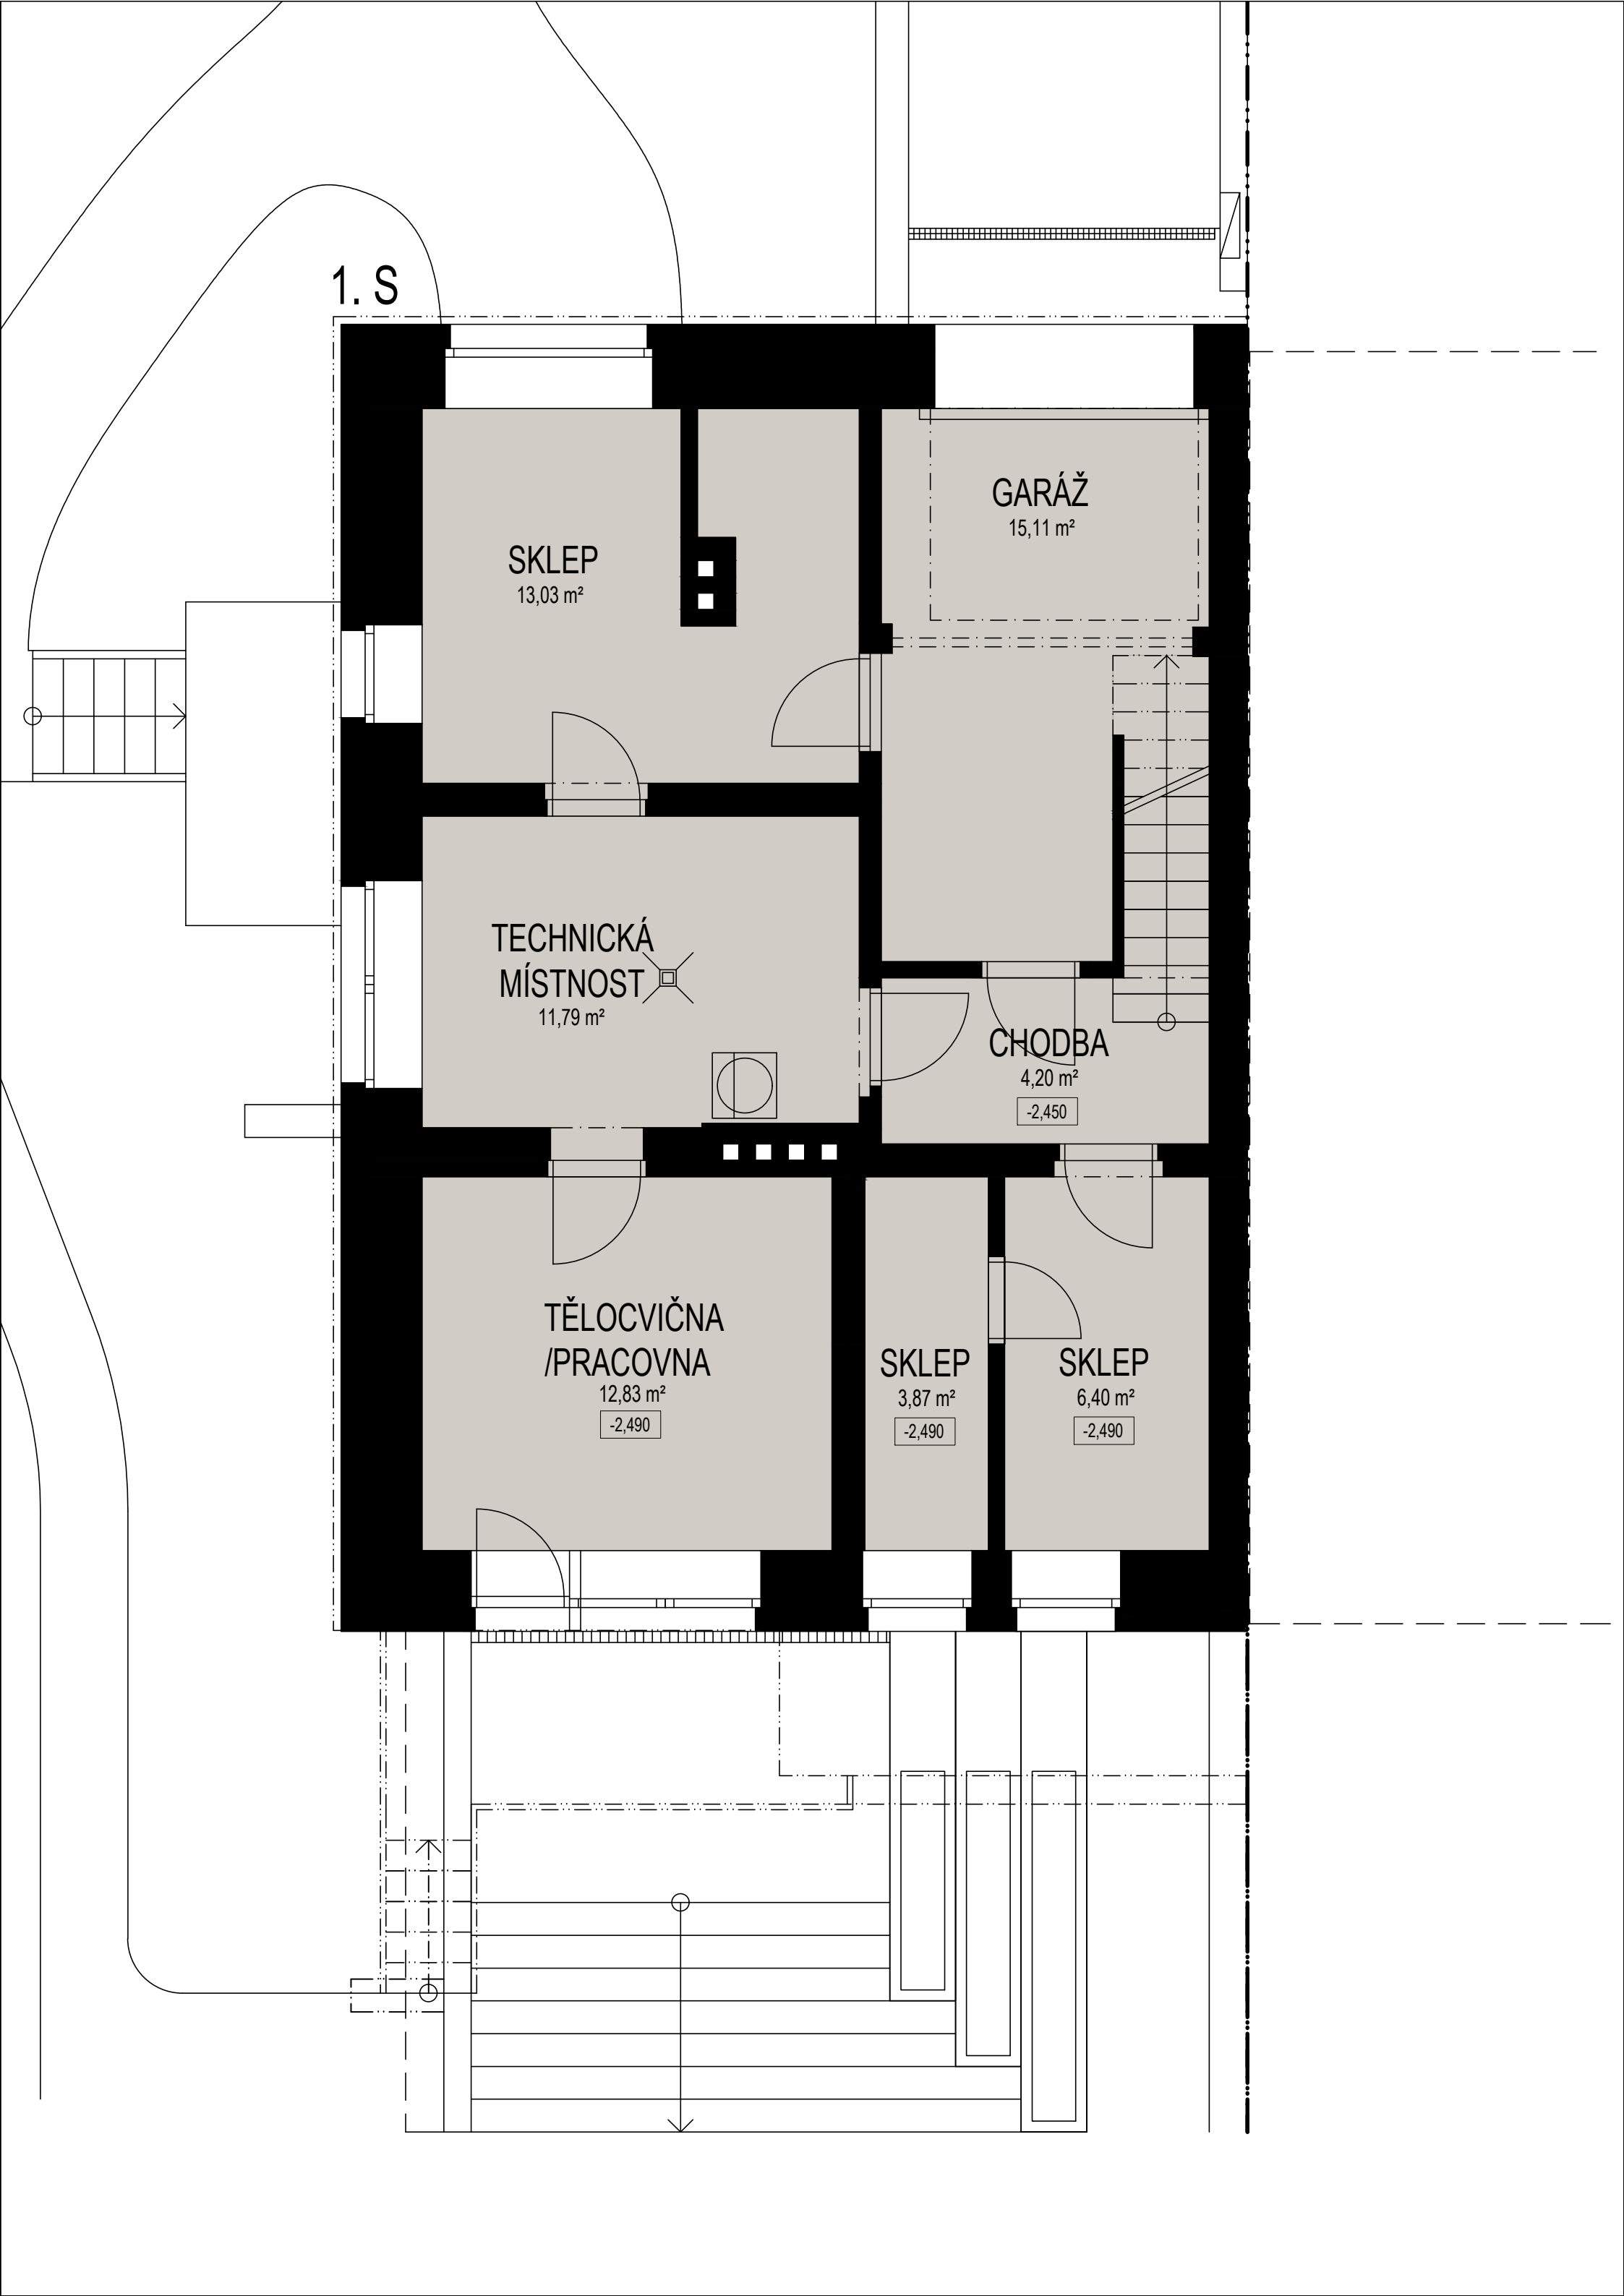 1. S
GARÁŽ
15,11 m²
SKLEP
13,03 m²
TECHNICKÁ
MÍSTNOST
11,79 m²
CHODBA
4,20 m²
-2,450
TĚLOCVIČNA
/PRACOVNA
12,83 m²
-2,490
SKLEP
3,87 m²
-2,490
SKLEP
6,40 m²
-2,490